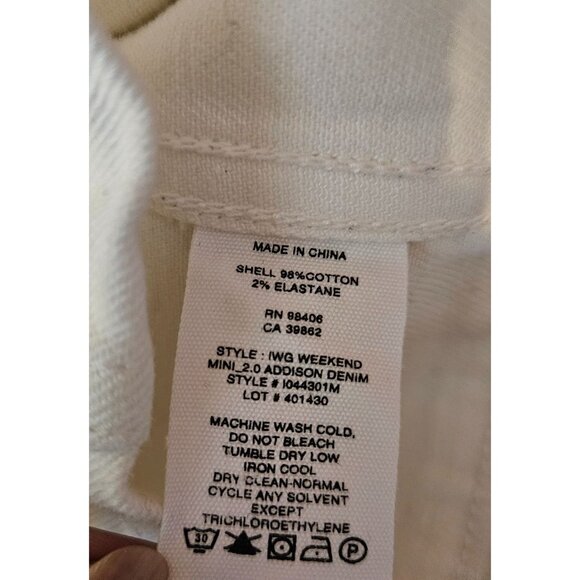 MADE IN CHINA
SHELL 98%COTTON
2% ELASTANE
RN 98406
CA 39862
STYLE : IWG WEEKEND
MINI_2.0 ADDISON DENIM
STYLE # I044301M
LOT # 401430
MACHINE WASH COLD,
DO NOT BLEACH
TUMBLE DRY LOW
IRON COOL
DRY CLEAN-NORMAL
CYCLE ANY SOLVENT
EXCEPT
TRICHLOROETHYLENE
30 P